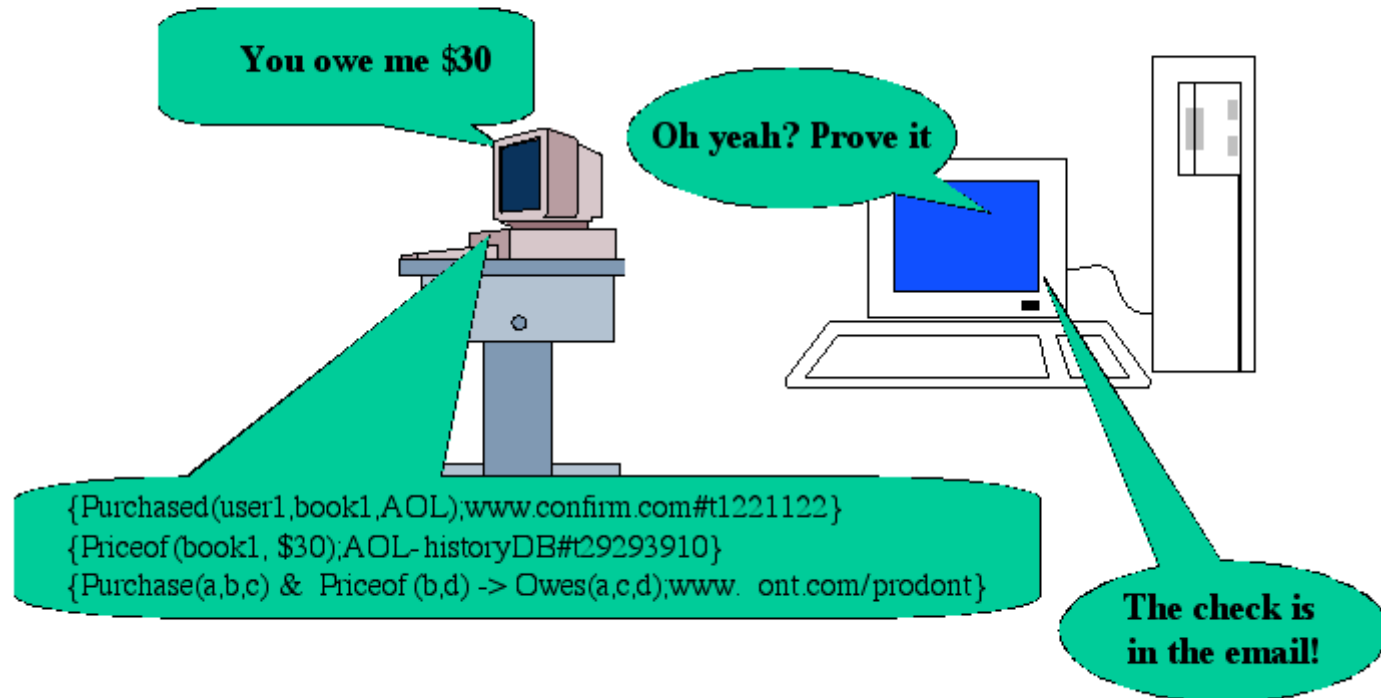 You owe me $30
Oh yeah? Prove it
{Purchased(user1,book1,AOL);www.confirm.com#t1221122}
{Priceof(book1, $30);AOL-historyDB#t29293910}
{Purchase(a,b,c) & Priceof(b,d) -> Owes(a,c,d);www. ont.com/prodont}
The check is
in the email!